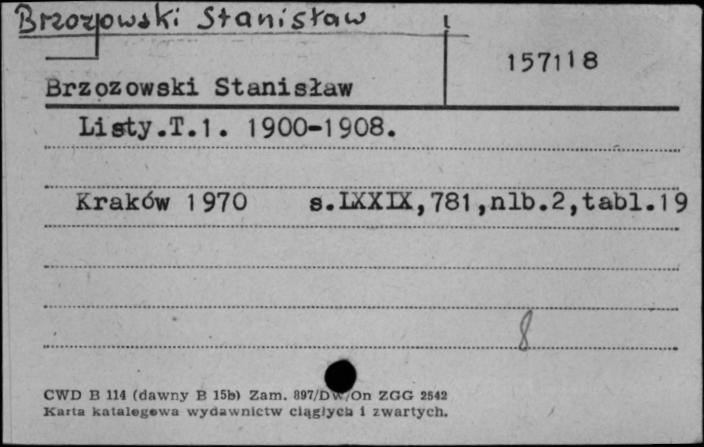 Brzozowski Stanisław
157118
Brzozowski Stanisław
Listy.T.1. 1900-1908.
Kraków 1970 s.LXXIX,781,nlb.2,tabl.19
8
CWD B 114 (dawny B 15b) Zam. 897/DW/On ZGG 2542
Karta katalogowa wydawnictw ciągłych i zwartych.